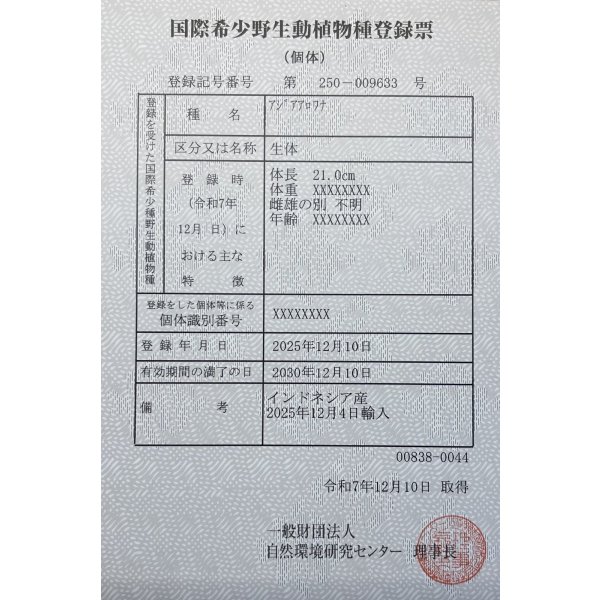 国際希少野生動植物種登録票
(個体)
登録記号番号 第 250-009633 号
登録を受けた国際希少種野生動植物種
種名 ｱｼﾞｱｱﾛﾜﾅ
区分又は名称 生体
登録時
(令和7年
12月 日)に
おける主な
特徴
体長 21.0cm
体重 XXXXXXXX
雌雄の別 不明
年齢 XXXXXXXX
登録をした個体等に係る
個体識別番号 XXXXXXXX
登録年月日 2025年12月10日
有効期間の満了の日 2030年12月10日
備考
インドネシア産
2025年12月4日輸入
00838-0044
令和7年12月10日 取得
一般財団法人
自然環境研究センター 理事長